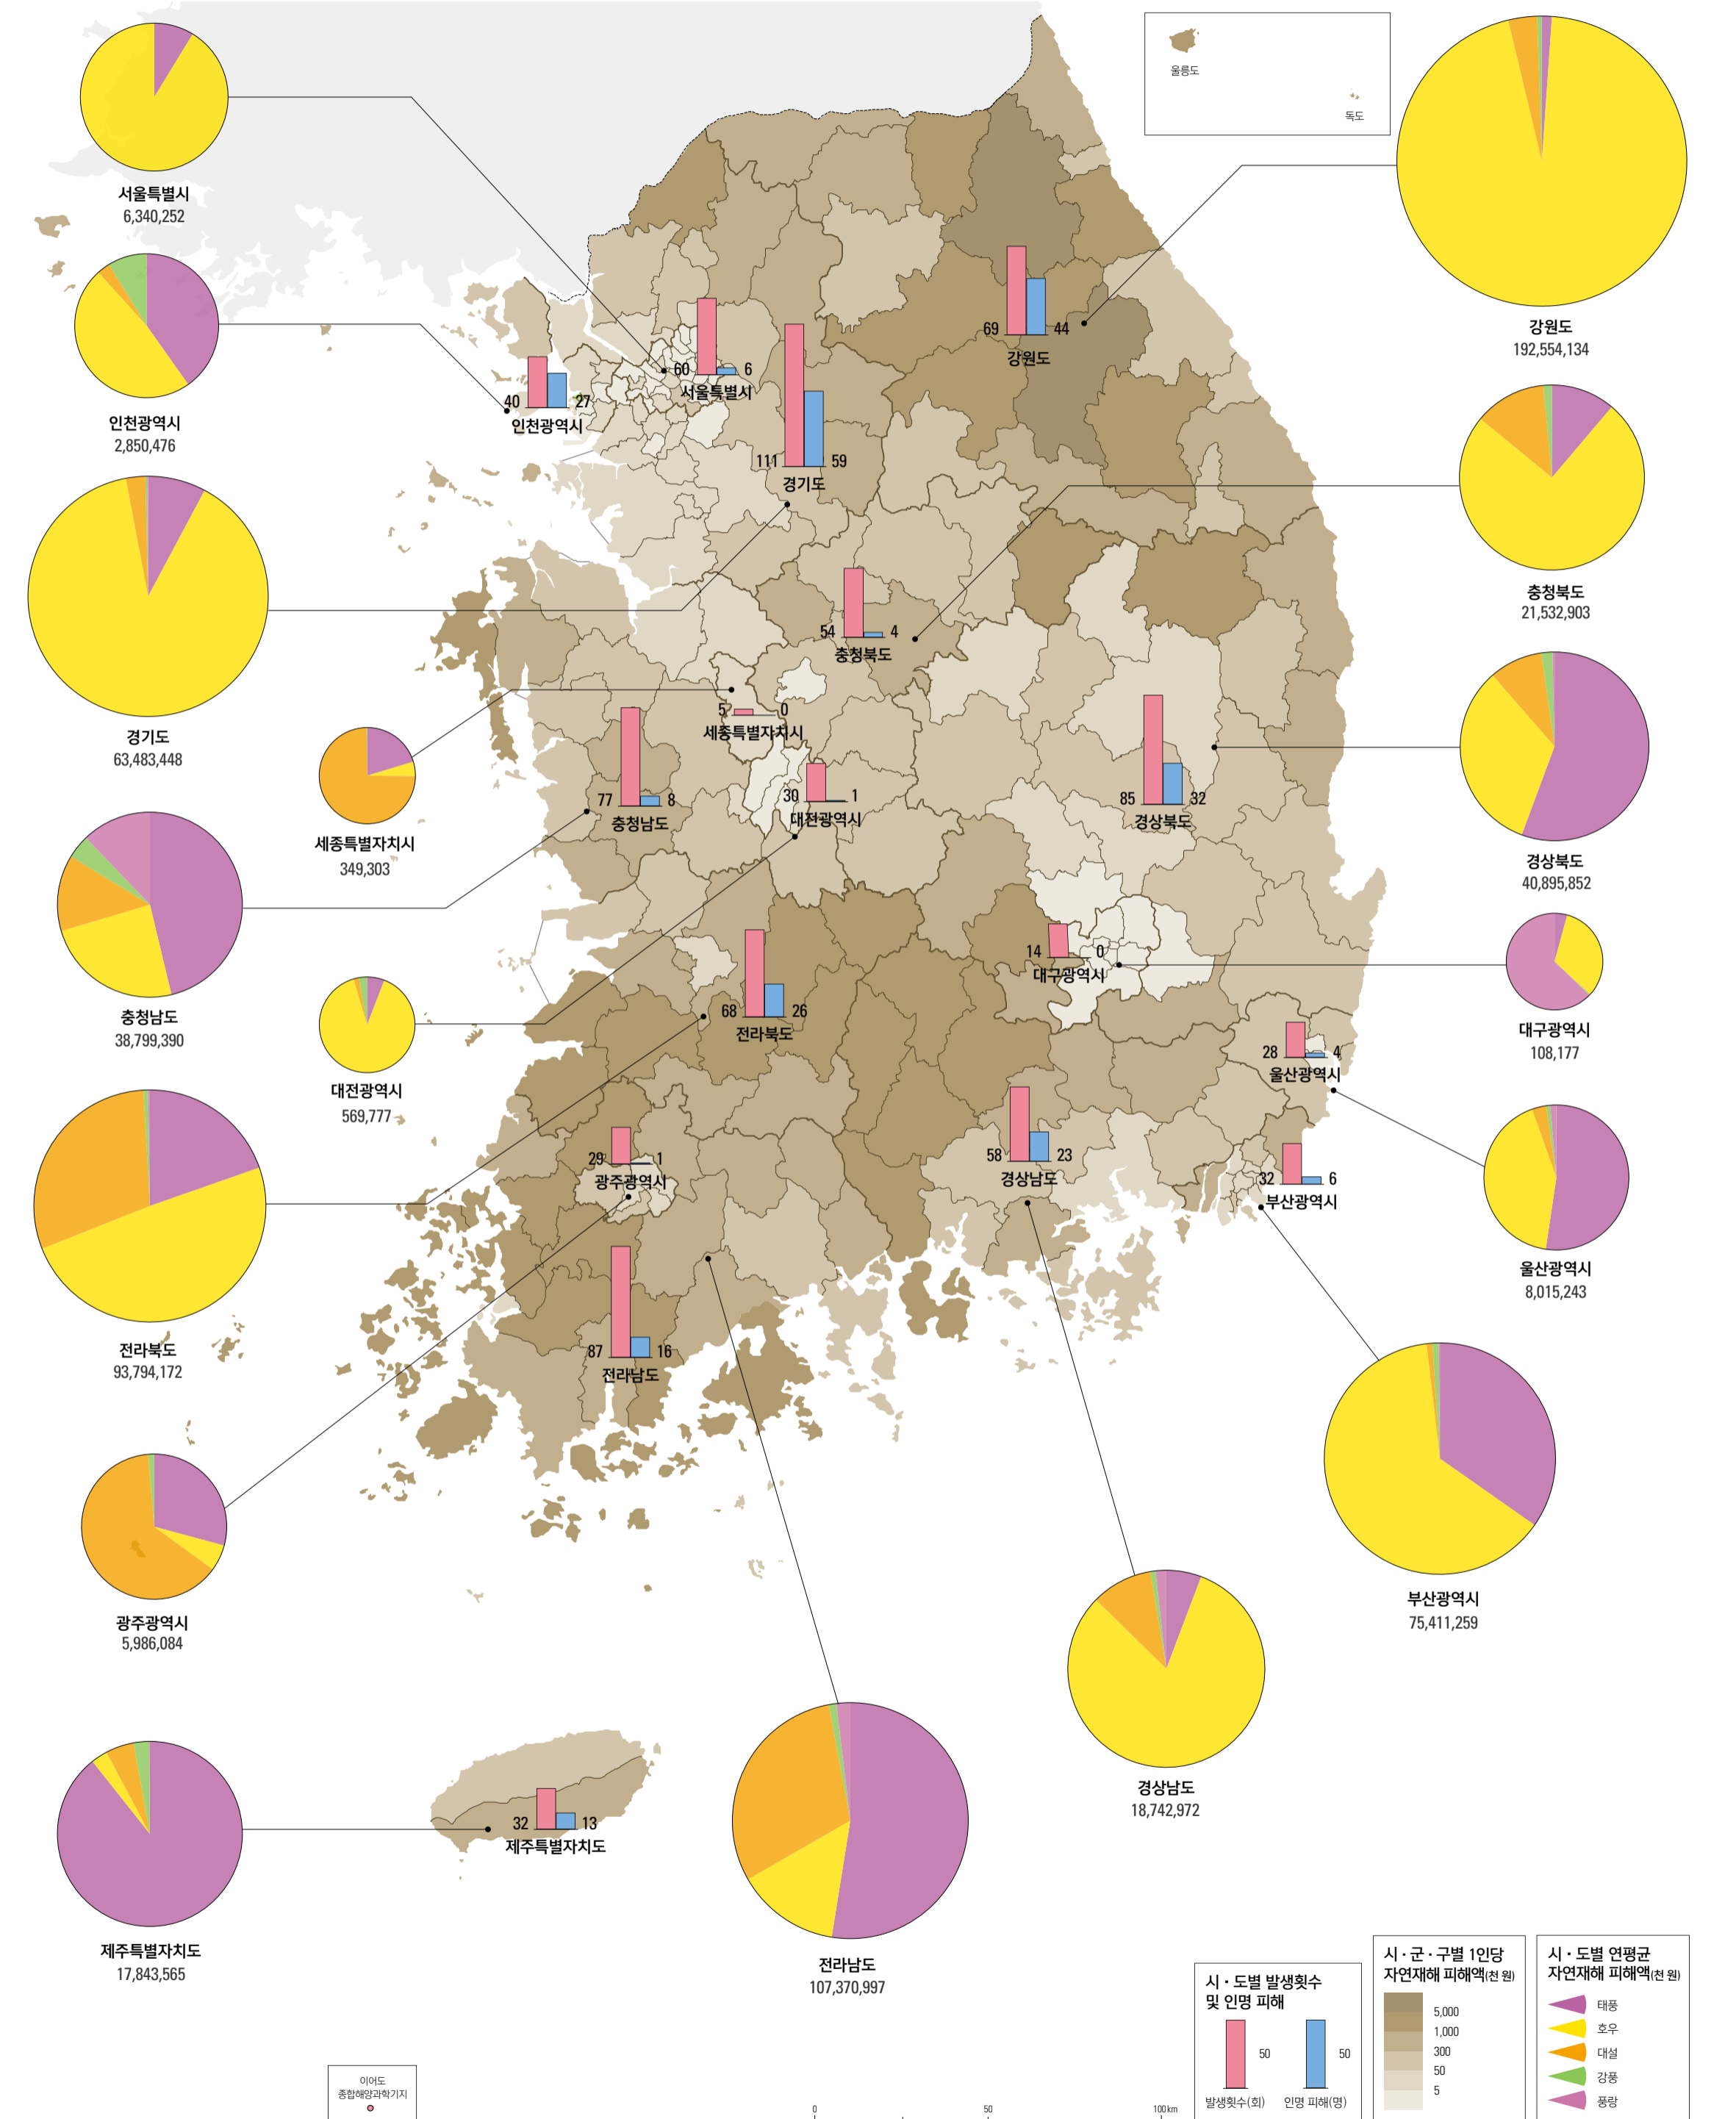 울릉도
독도
서울특별시
6,340,252
인천광역시
2,850,476
경기도
63,483,448
세종특별자치시
349,303
충청남도
38,799,390
대전광역시
569,777
전라북도
93,794,172
광주광역시
5,986,084
제주특별자치도
17,843,565
강원도
192,554,134
충청북도
21,532,903
경상북도
40,895,852
대구광역시
108,177
울산광역시
8,015,243
부산광역시
75,411,259
경상남도
18,742,972
전라남도
107,370,997
69 44
강원도
60 6
서울특별시
40 27
인천광역시
111 59
경기도
54 4
충청북도
5 0
세종특별자치시
77 8
충청남도
30 1
대전광역시
85 32
경상북도
14 0
대구광역시
68 26
전라북도
28 4
울산광역시
58 23
경상남도
32 6
부산광역시
29 1
광주광역시
87 16
전라남도
32 13
제주특별자치도
이어도
종합해양과학기지
0 50 100km
시·도별 발생횟수
및 인명 피해
50 50
발생횟수(회) 인명 피해(명)
시·군·구별 1인당
자연재해 피해액(천 원)
5,000
1,000
300
50
5
시·도별 연평균
자연재해 피해액(천 원)
태풍
호우
대설
강풍
풍랑